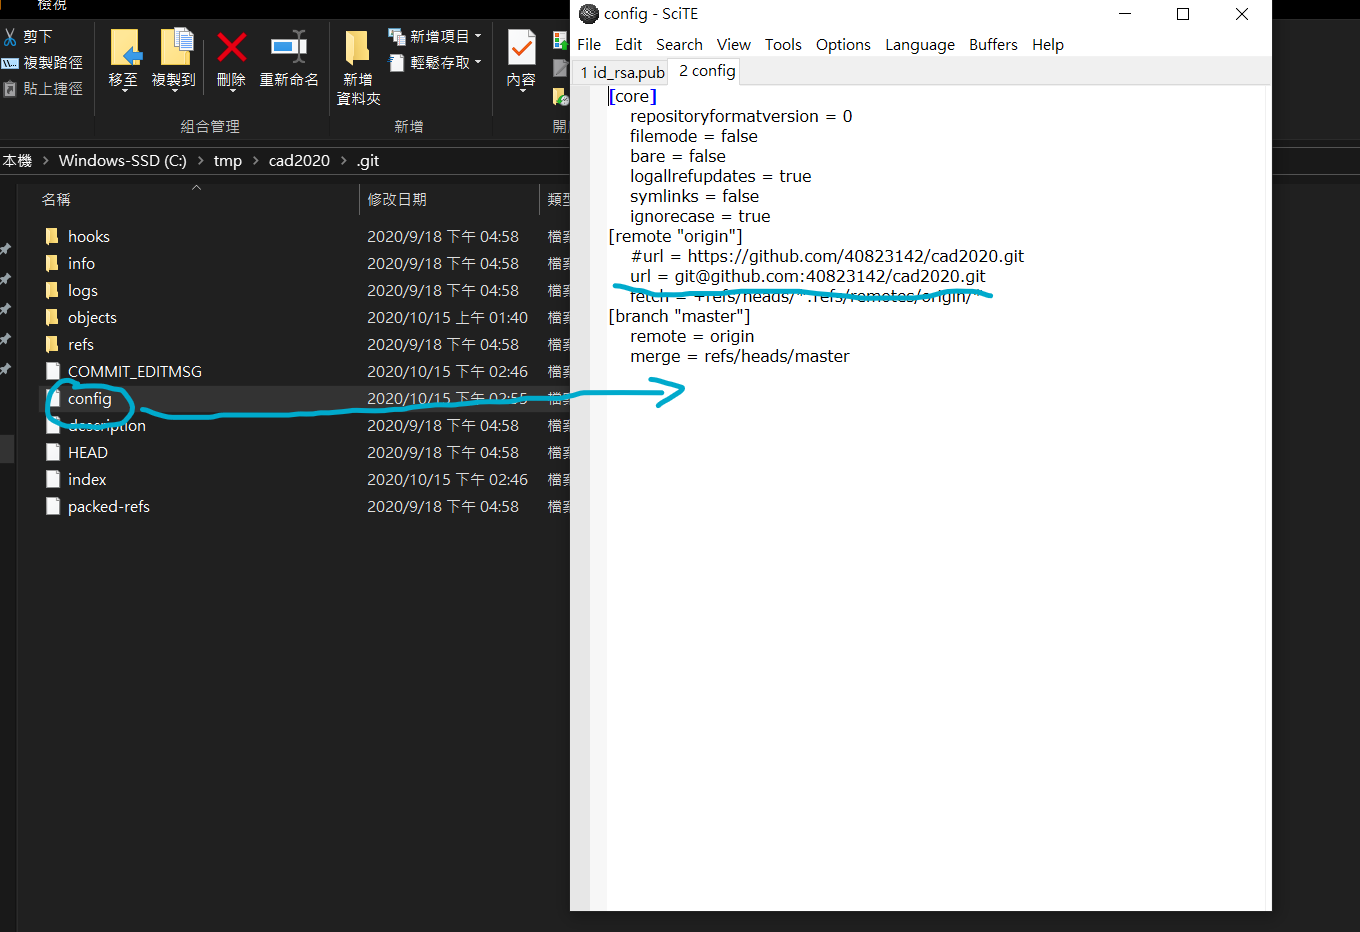 檢視
剪下
複製路徑
貼上捷徑
移至
複製到
刪除
重新命名
新增
資料夾
新增項目
輕鬆存取
內容
組合管理
新增
本機 > Windows-SSD (C:) > tmp > cad2020 > .git
名稱
修改日期
類型
hooks 2020/9/18 下午 04:58 檔案
info 2020/9/18 下午 04:58 檔案
logs 2020/9/18 下午 04:58 檔案
objects 2020/10/15 上午 01:40 檔案
refs 2020/9/18 下午 04:58 檔案
COMMIT_EDITMSG 2020/10/15 下午 02:46 檔案
config 2020/10/15 下午 02:55 檔案
description 2020/9/18 下午 04:58 檔案
HEAD 2020/9/18 下午 04:58 檔案
index 2020/10/15 下午 02:46 檔案
packed-refs 2020/9/18 下午 04:58 檔案
config - SciTE
File Edit Search View Tools Options Language Buffers Help
1 id_rsa.pub 2 config
[core]
repositoryformatversion = 0
filemode = false
bare = false
logallrefupdates = true
symlinks = false
ignorecase = true
[remote "origin"]
#url = https://github.com/40823142/cad2020.git
url = git@github.com:40823142/cad2020.git
fetch = +refs/heads/*:refs/remotes/origin/*
[branch "master"]
remote = origin
merge = refs/heads/master